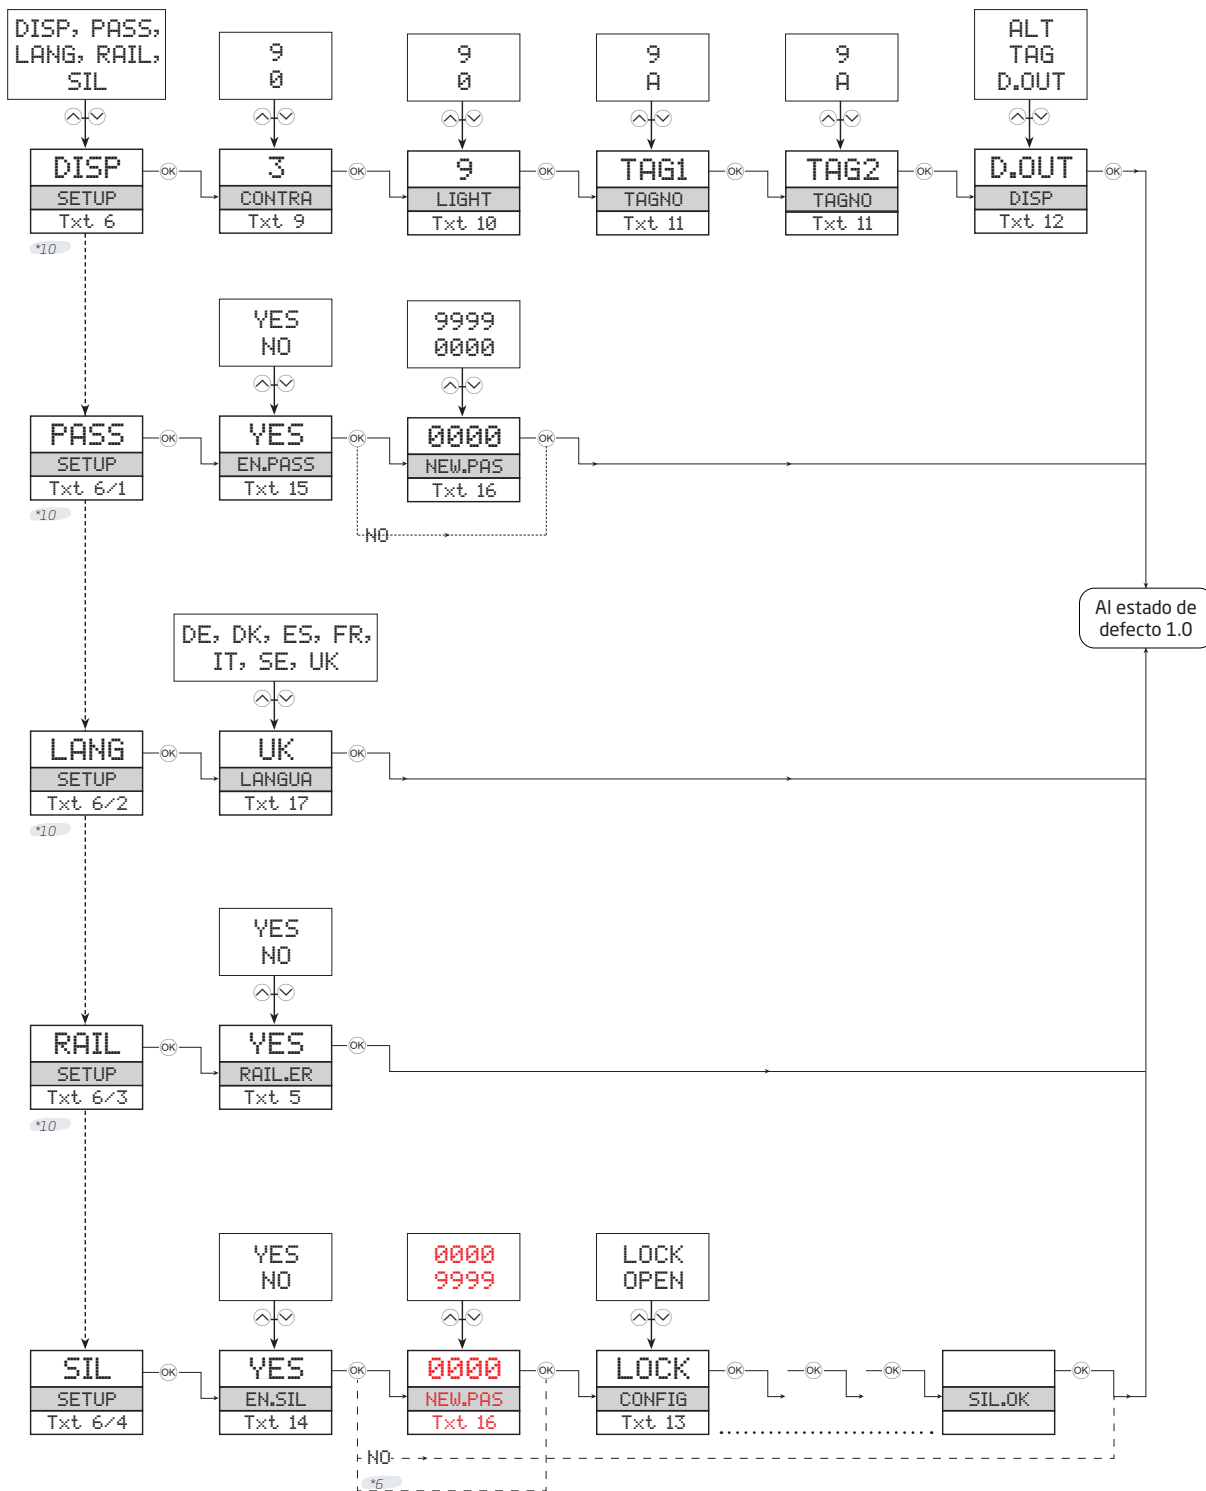 DISP, PASS,
LANG, RAIL,
SIL
9
0
9
0
9
A
9
A
ALT
TAG
D.OUT
DISP
SETUP
Txt 6
OK
3
CONTRA
Txt 9
OK
9
LIGHT
Txt 10
OK
TAG1
TAGNO
Txt 11
OK
TAG2
TAGNO
Txt 11
OK
D.OUT
DISP
Txt 12
OK
*10
YES
NO
9999
0000
PASS
SETUP
Txt 6/1
OK
YES
EN.PASS
Txt 15
OK
0000
NEW.PAS
Txt 16
OK
*10
NO
Al estado de
defecto 1.0
DE, DK, ES, FR,
IT, SE, UK
LANG
SETUP
Txt 6/2
OK
UK
LANGUA
Txt 17
OK
*10
YES
NO
RAIL
SETUP
Txt 6/3
OK
YES
RAIL.ER
Txt 5
OK
*10
YES
NO
0000
9999
LOCK
OPEN
SIL
SETUP
Txt 6/4
OK
YES
EN.SIL
Txt 14
OK
0000
NEW.PAS
Txt 16
OK
LOCK
CONFIG
Txt 13
OK
OK
OK
SIL.OK
OK
NO
*6